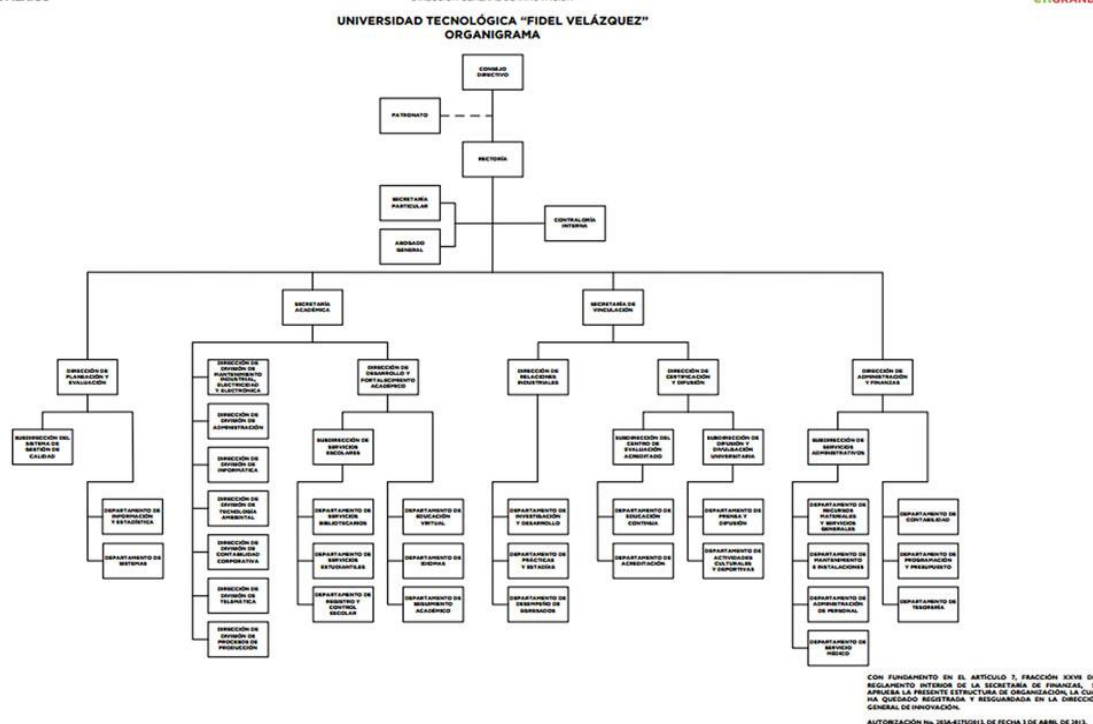 UNIVERSIDAD TECNOLÓGICA “FIDEL VELÁZQUEZ”
ORGANIGRAMA
CONSEJO
DIRECTIVO
PATRONATO
RECTORÍA
SECRETARÍA
PARTICULAR
CONTRALORÍA
INTERNA
ABOGADO
GENERAL
SECRETARÍA
ACADÉMICA
SECRETARÍA DE
VINCULACIÓN
DIRECCIÓN DE
PLANEACIÓN Y
EVALUACIÓN
DIRECCIÓN DE
DIVISIÓN DE
MANTENIMIENTO
INDUSTRIAL,
ELECTRICIDAD
Y ELECTRÓNICA
DIRECCIÓN DE
DESARROLLO Y
FORTALECIMIENTO
ACADÉMICO
DIRECCIÓN DE
RELACIONES
INDUSTRIALES
DIRECCIÓN DE
CERTIFICACIÓN
Y DIFUSIÓN
DIRECCIÓN DE
ADMINISTRACIÓN
Y FINANZAS
SUBDIRECCIÓN DEL
SISTEMA DE
GESTIÓN DE
CALIDAD
DIRECCIÓN DE
DIVISIÓN DE
ADMINISTRACIÓN
SUBDIRECCIÓN DE
SERVICIOS
ESCOLARES
SUBDIRECCIÓN DEL
CENTRO DE
EVALUACIÓN
ACREDITADO
SUBDIRECCIÓN DE
DIFUSIÓN Y
DIVULGACIÓN
UNIVERSITARIA
SUBDIRECCIÓN DE
SERVICIOS
ADMINISTRATIVOS
DIRECCIÓN DE
DIVISIÓN DE
INFORMÁTICA
DEPARTAMENTO DE
INFORMACIÓN
Y ESTADÍSTICA
DIRECCIÓN DE
DIVISIÓN DE
TECNOLOGÍA
AMBIENTAL
DEPARTAMENTO DE
SERVICIOS
BIBLIOTECARIOS
DEPARTAMENTO DE
EDUCACIÓN
VIRTUAL
DEPARTAMENTO DE
INVESTIGACIÓN
Y DESARROLLO
DEPARTAMENTO DE
EDUCACIÓN
CONTINUA
DEPARTAMENTO DE
PRENSA Y
DIFUSIÓN
DEPARTAMENTO DE
RECURSOS
MATERIALES
Y SERVICIOS
GENERALES
DEPARTAMENTO DE
CONTABILIDAD
DEPARTAMENTO DE
SISTEMAS
DIRECCIÓN DE
DIVISIÓN DE
CONTABILIDAD
CORPORATIVA
DEPARTAMENTO DE
SERVICIOS
ESTUDIANTILES
DEPARTAMENTO DE
IDIOMAS
DEPARTAMENTO DE
PRÁCTICAS
Y ESTADÍAS
DEPARTAMENTO DE
ACREDITACIÓN
DEPARTAMENTO DE
ACTIVIDADES
CULTURALES
Y DEPORTIVAS
DEPARTAMENTO DE
MANTENIMIENTO
E INSTALACIONES
DEPARTAMENTO DE
PROGRAMACIÓN
Y PRESUPUESTO
DIRECCIÓN DE
DIVISIÓN DE
TELEMÁTICA
DEPARTAMENTO DE
REGISTRO Y
CONTROL
ESCOLAR
DEPARTAMENTO DE
SEGUIMIENTO
ACADÉMICO
DEPARTAMENTO DE
DESEMPEÑO DE
EGRESADOS
DEPARTAMENTO DE
ADMINISTRACIÓN
DE PERSONAL
DEPARTAMENTO DE
TESORERÍA
DIRECCIÓN DE
DIVISIÓN DE
PROCESOS DE
PRODUCCIÓN
DEPARTAMENTO DE
SERVICIO
MÉDICO
CON FUNDAMENTO EN EL ARTÍCULO 7, FRACCIÓN XXVII
REGLAMENTO INTERIOR DE LA SECRETARÍA DE FINANZAS,
APRUEBA LA PRESENTE ESTRUCTURA DE ORGANIZACIÓN, LA
HA QUEDADO REGISTRADA Y RESGUARDADA EN LA DIRECCIÓN
GENERAL DE INNOVACIÓN.
AUTORIZACIÓN No. DE FECHA 3 DE ABRIL DE 2013.